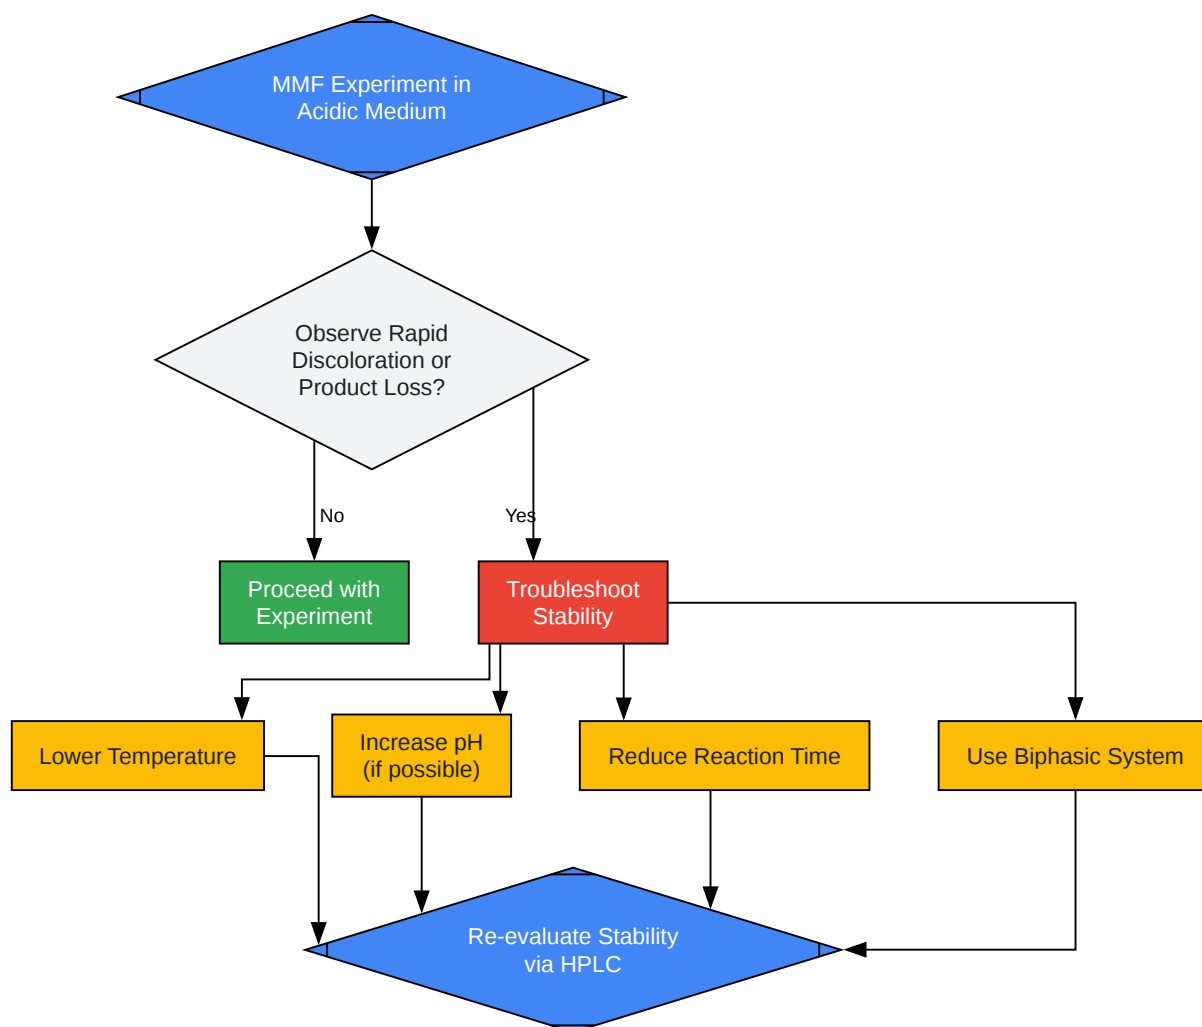 MMF Experiment in
Acidic Medium
Observe Rapid
Discoloration or
Product Loss?
No
Yes
Proceed with
Experiment
Troubleshoot
Stability
Lower Temperature
Increase pH
(if possible)
Reduce Reaction Time
Use Biphasic System
Re-evaluate Stability
via HPLC